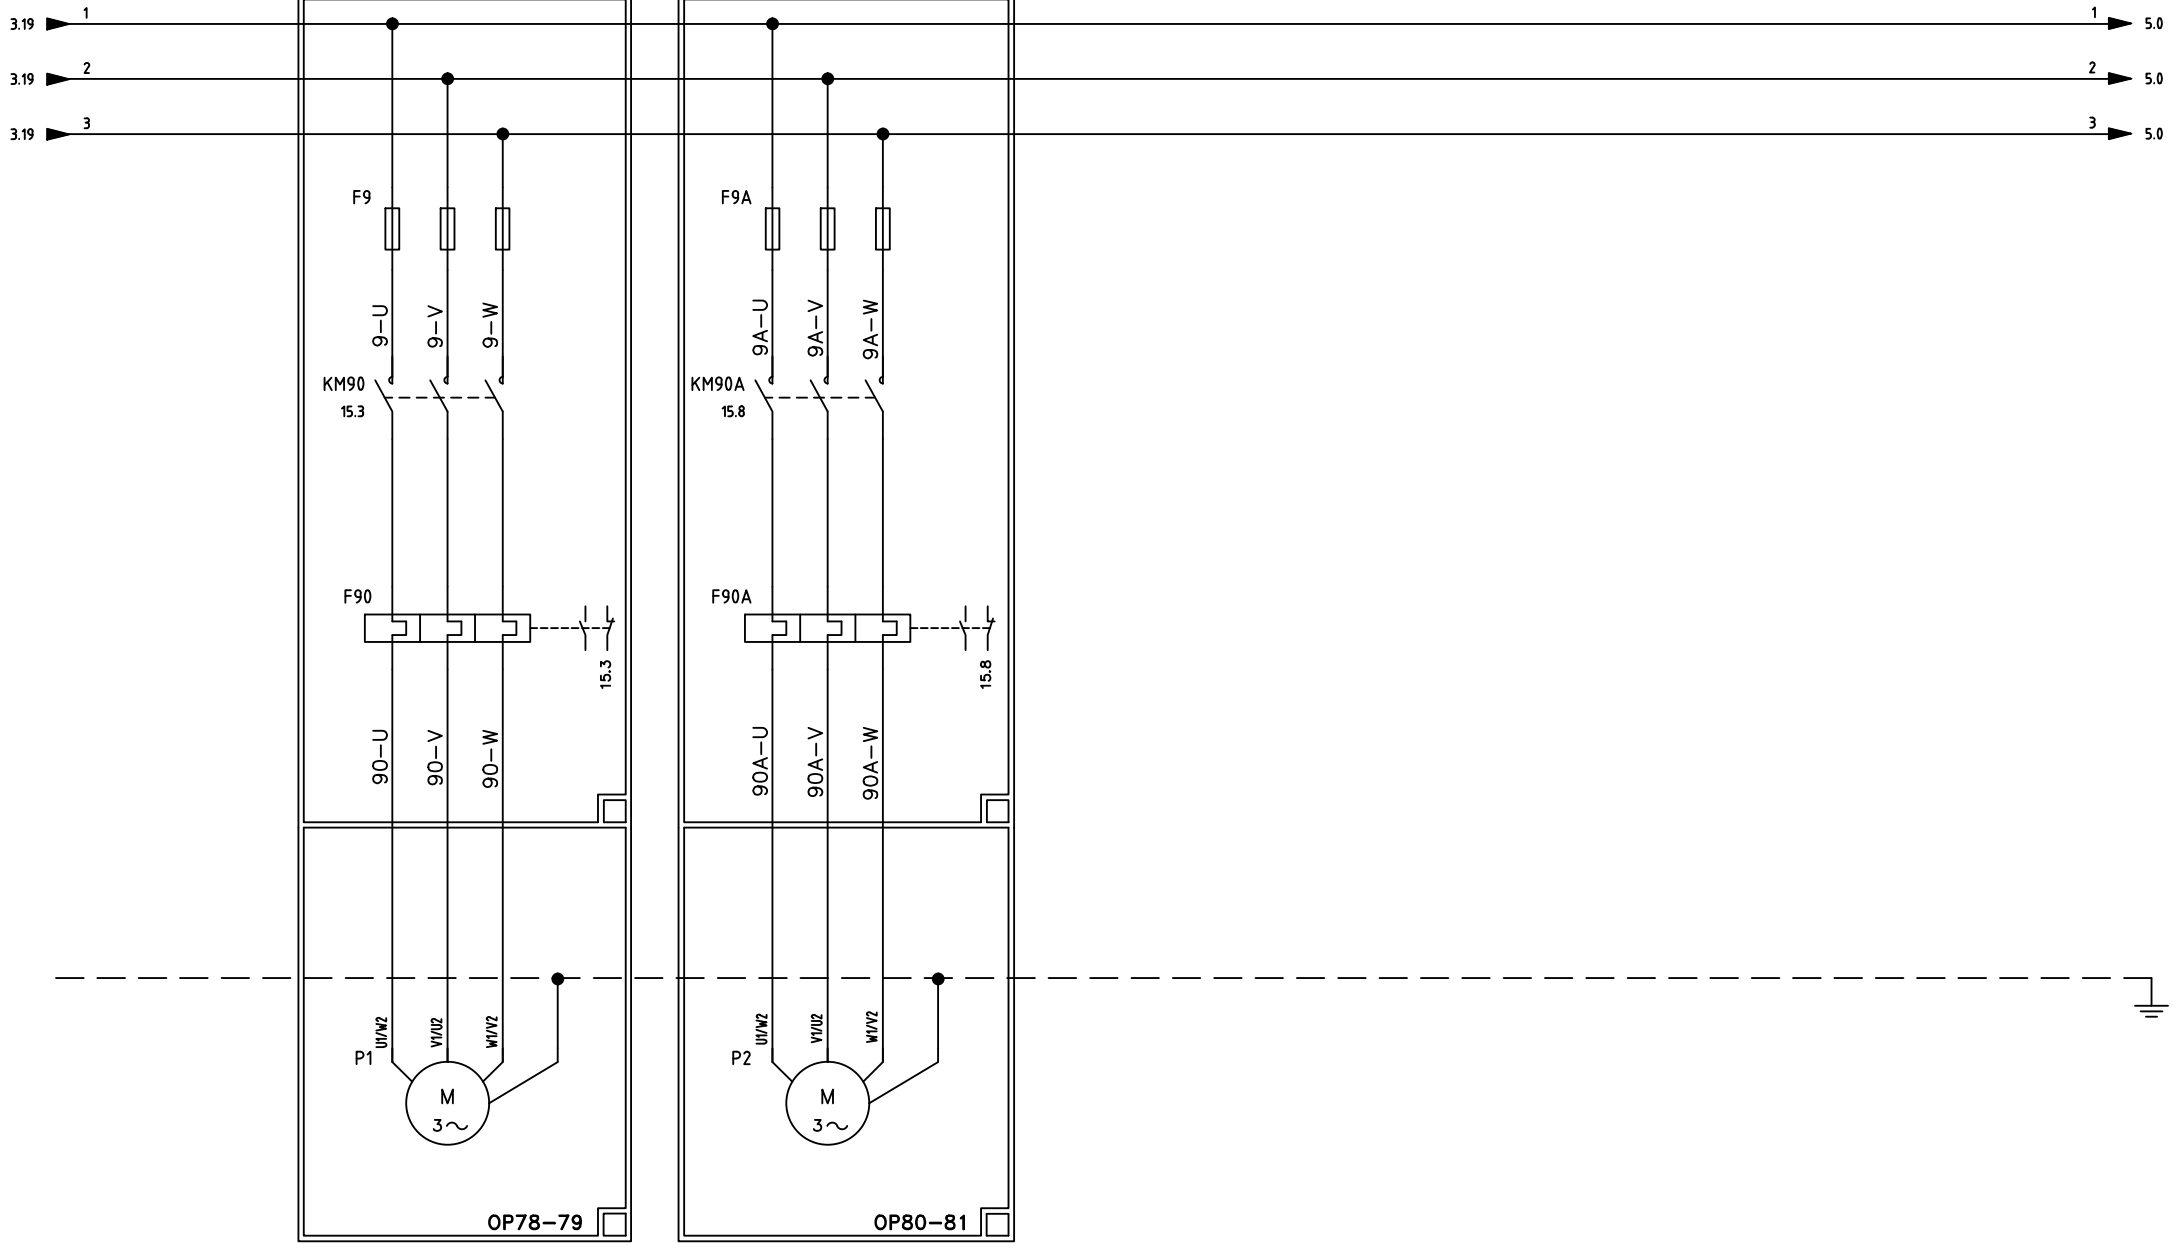 3.19 1 1 5.0
3.19 2 2 5.0
3.19 3 3 5.0
F9 F9A
9-U 9-V 9-W 9A-U 9A-V 9A-W
KM90 KM90A
15.3 15.8
F90 F90A
15.3 15.8
90-U 90-V 90-W 90A-U 90A-V 90A-W
U1/W2 V1/U2 W1/V2 U1/W2 V1/U2 W1/V2
P1 P2
M M
3~ 3~
OP78-79 OP80-81